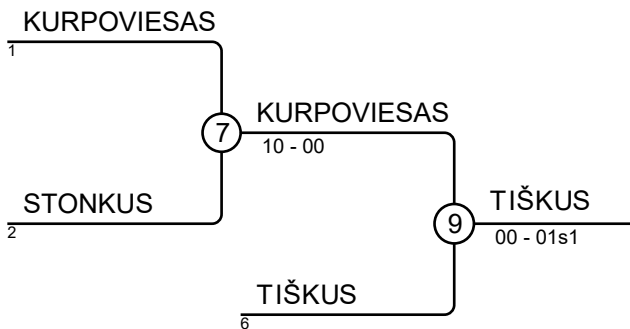 KURPOVIESAS
1
7
KURPOVIESAS
10 - 00
STONKUS
2
9
TIŠKUS
00 - 01s1
TIŠKUS
6